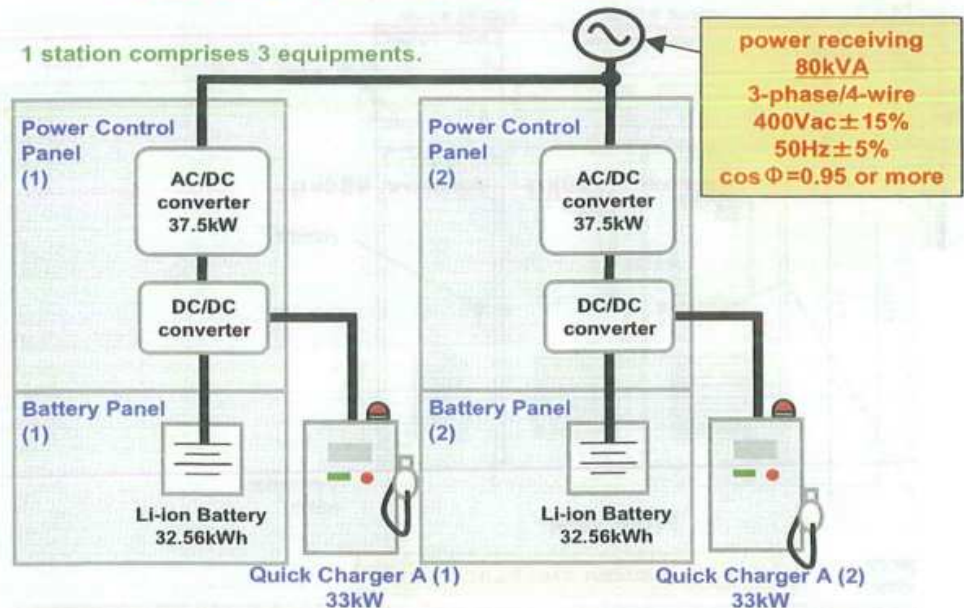 1 station comprises 3 equipments.
power receiving
80kVA
3-phase/4-wire
400Vac±15%
50Hz±5%
cosΦ=0.95 or more
Power Control
Panel
(1)
AC/DC
converter
37.5kW
DC/DC
converter
Battery Panel
(1)
Li-ion Battery
32.56kWh
Quick Charger A (1)
33kW
Power Control
Panel
(2)
AC/DC
converter
37.5kW
DC/DC
converter
Battery Panel
(2)
Li-ion Battery
32.56kWh
Quick Charger A (2)
33kW